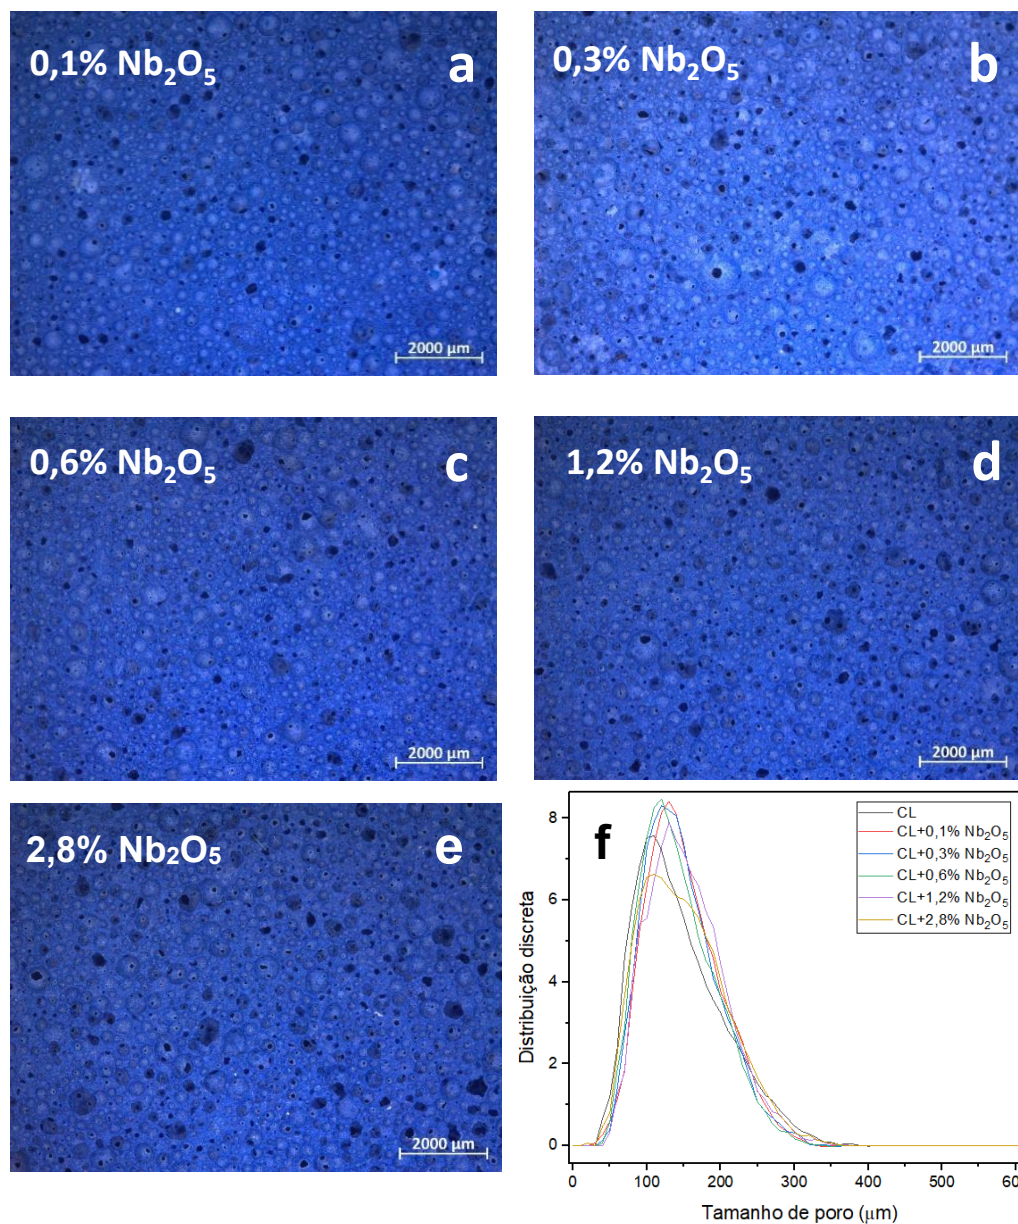 0,1% Nb₂O₅
a
2000 µm
0,3% Nb₂O₅
b
2000 µm
0,6% Nb₂O₅
c
2000 µm
1,2% Nb₂O₅
d
2000 µm
2,8% Nb₂O₅
e
2000 µm
f
CL
CL+0,1% Nb₂O₅
CL+0,3% Nb₂O₅
CL+0,6% Nb₂O₅
CL+1,2% Nb₂O₅
CL+2,8% Nb₂O₅
Distribuição discreta
8
6
4
2
0
0 100 200 300 400 500 600
Tamanho de poro (µm)